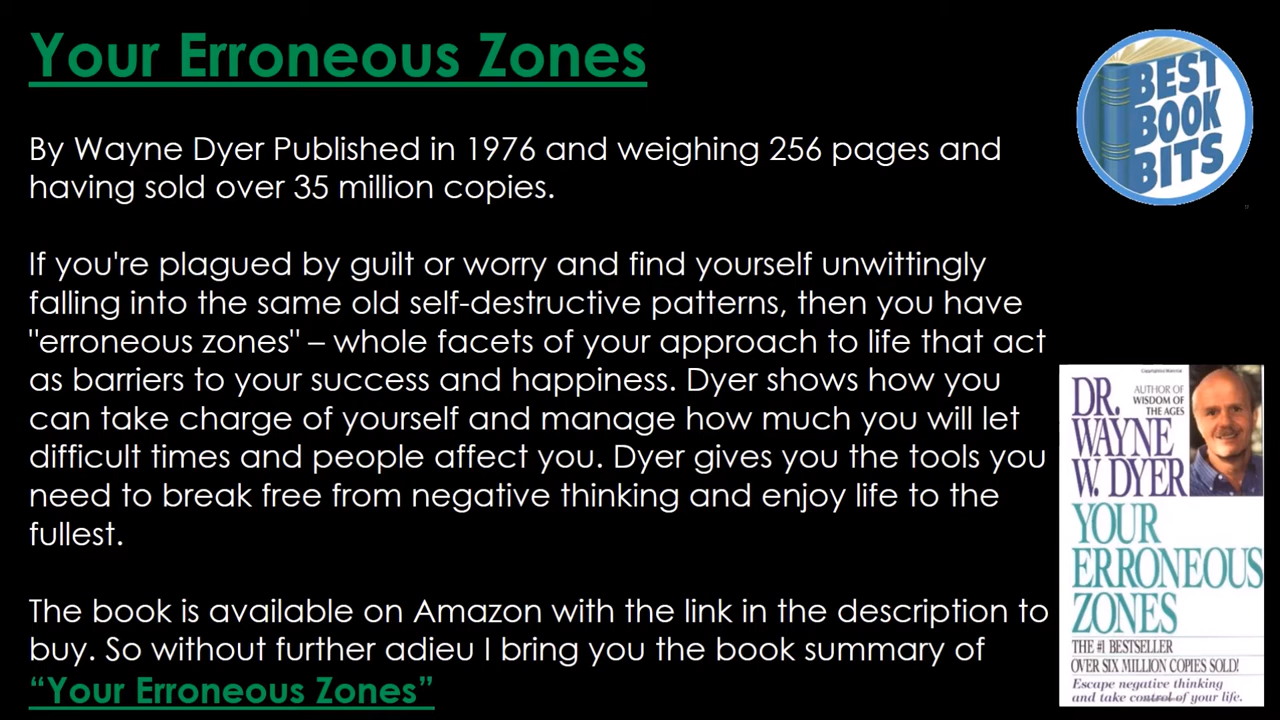 Your Erroneous Zones
BEST
BOOK
BITS
By Wayne Dyer Published in 1976 and weighing 256 pages and
having sold over 35 million copies.
If you're plagued by guilt or worry and find yourself unwittingly
falling into the same old self-destructive patterns, then you have
"erroneous zones" – whole facets of your approach to life that act
as barriers to your success and happiness. Dyer shows how you
can take charge of yourself and manage how much you will let
difficult times and people affect you. Dyer gives you the tools you
need to break free from negative thinking and enjoy life to the
fullest.
The book is available on Amazon with the link in the description to
buy. So without further adieu I bring you the book summary of
“Your Erroneous Zones”
Copyrighted Material
DR.
WAYNE
W. DYER
AUTHOR OF
WISDOM OF
THE AGES
YOUR
ERRONEOUS
ZONES
THE #1 BESTSELLER
OVER SIX MILLION COPIES SOLD!
Escape negative thinking
and take control of your life.